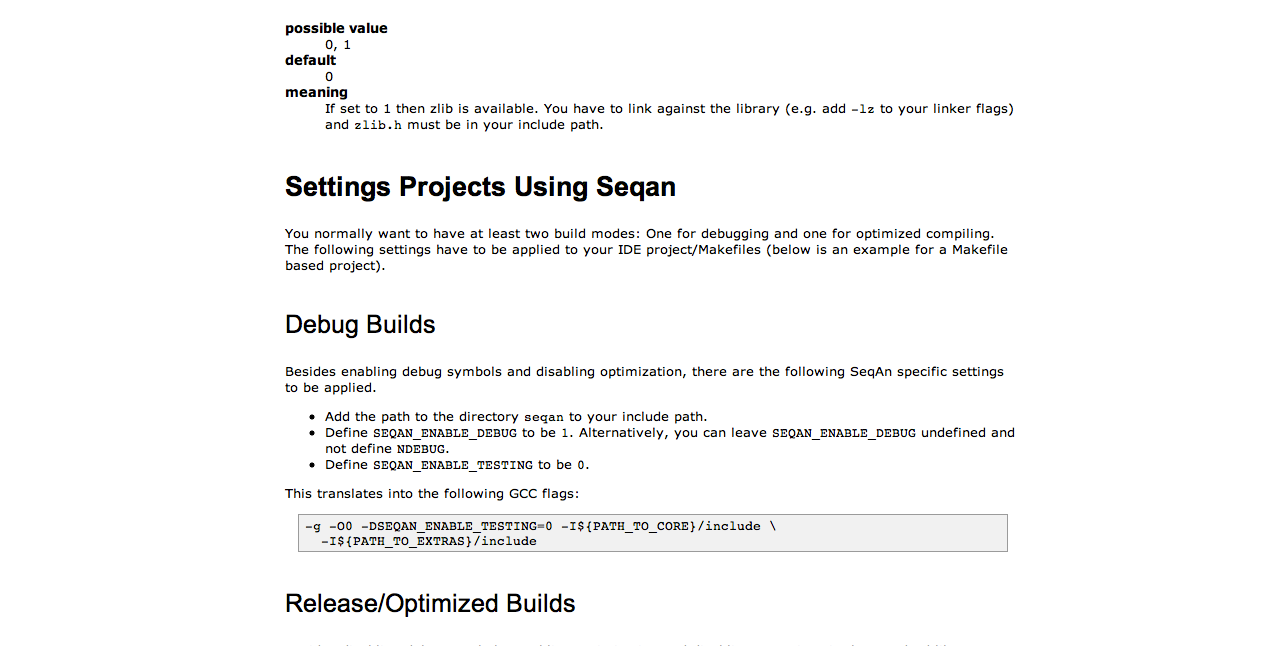 possible value
0, 1
default
0
meaning
If set to 1 then zlib is available. You have to link against the library (e.g. add -lz to your linker flags)
and zlib.h must be in your include path.
Settings Projects Using Seqan
You normally want to have at least two build modes: One for debugging and one for optimized compiling.
The following settings have to be applied to your IDE project/Makefiles (below is an example for a Makefile
based project).
Debug Builds
Besides enabling debug symbols and disabling optimization, there are the following SeqAn specific settings
to be applied.
• Add the path to the directory seqan to your include path.
• Define SEQAN_ENABLE_DEBUG to be 1. Alternatively, you can leave SEQAN_ENABLE_DEBUG undefined and
not define NDEBUG.
• Define SEQAN_ENABLE_TESTING to be 0.
This translates into the following GCC flags:
-g -O0 -DSEQAN_ENABLE_TESTING=0 -I${PATH_TO_CORE}/include \
-I${PATH_TO_EXTRAS}/include
Release/Optimized Builds